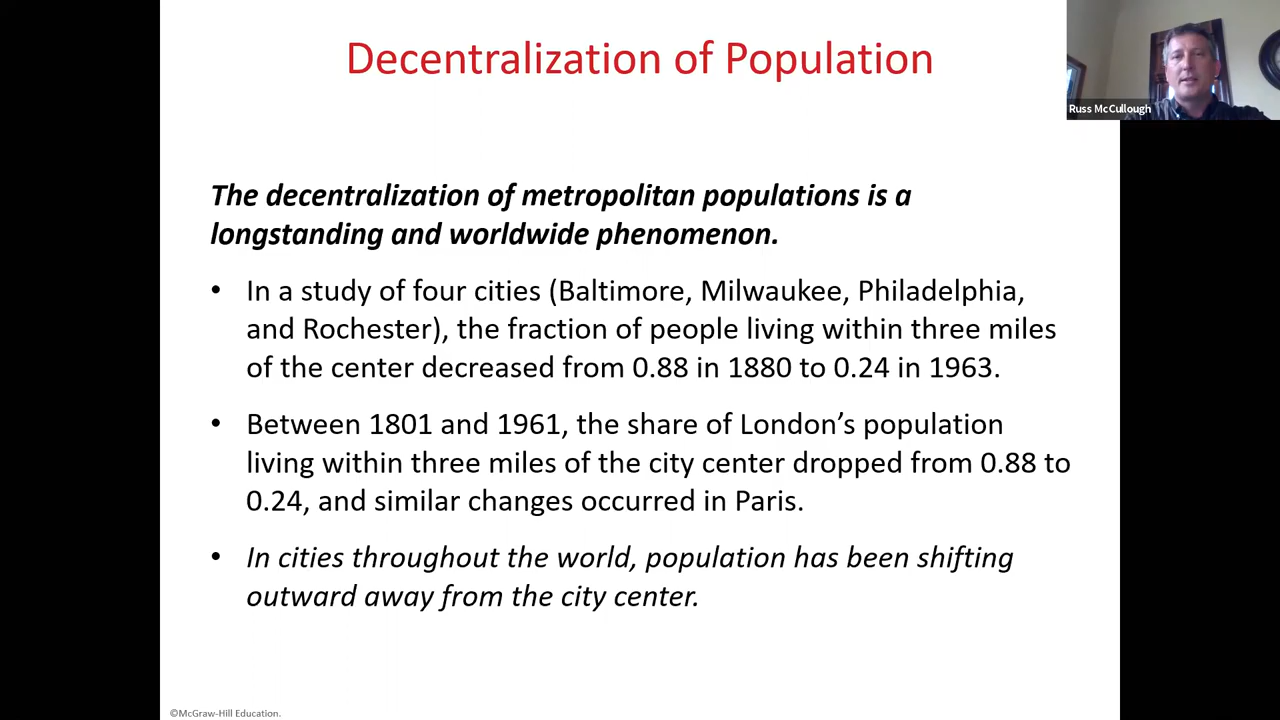 Decentralization of Population
Russ McCullough
The decentralization of metropolitan populations is a
longstanding and worldwide phenomenon.
• In a study of four cities (Baltimore, Milwaukee, Philadelphia,
and Rochester), the fraction of people living within three miles
of the center decreased from 0.88 in 1880 to 0.24 in 1963.
• Between 1801 and 1961, the share of London’s population
living within three miles of the city center dropped from 0.88 to
0.24, and similar changes occurred in Paris.
• In cities throughout the world, population has been shifting
outward away from the city center.
©McGraw-Hill Education.